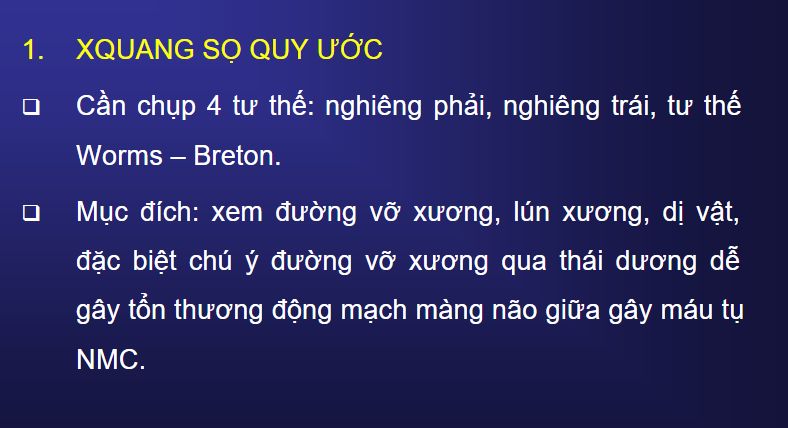 1. XQUANG SỌ QUY ƯỚC
❑ Cần chụp 4 tư thế: nghiêng phải, nghiêng trái, tư thế
Worms – Breton.
❑ Mục đích: xem đường vỡ xương, lún xương, dị vật,
đặc biệt chú ý đường vỡ xương qua thái dương dễ
gây tổn thương động mạch màng não giữa gây máu tụ
NMC.